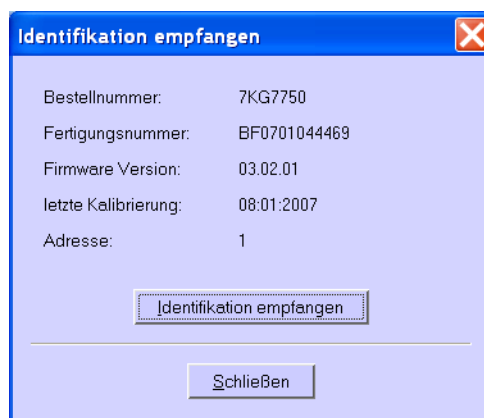 Identifikation empfangen
Bestellnummer: 7KG7750
Fertigungsnummer: BF0701044469
Firmware Version: 03.02.01
letzte Kalibrierung: 08:01:2007
Adresse: 1
Identifikation empfangen
Schließen